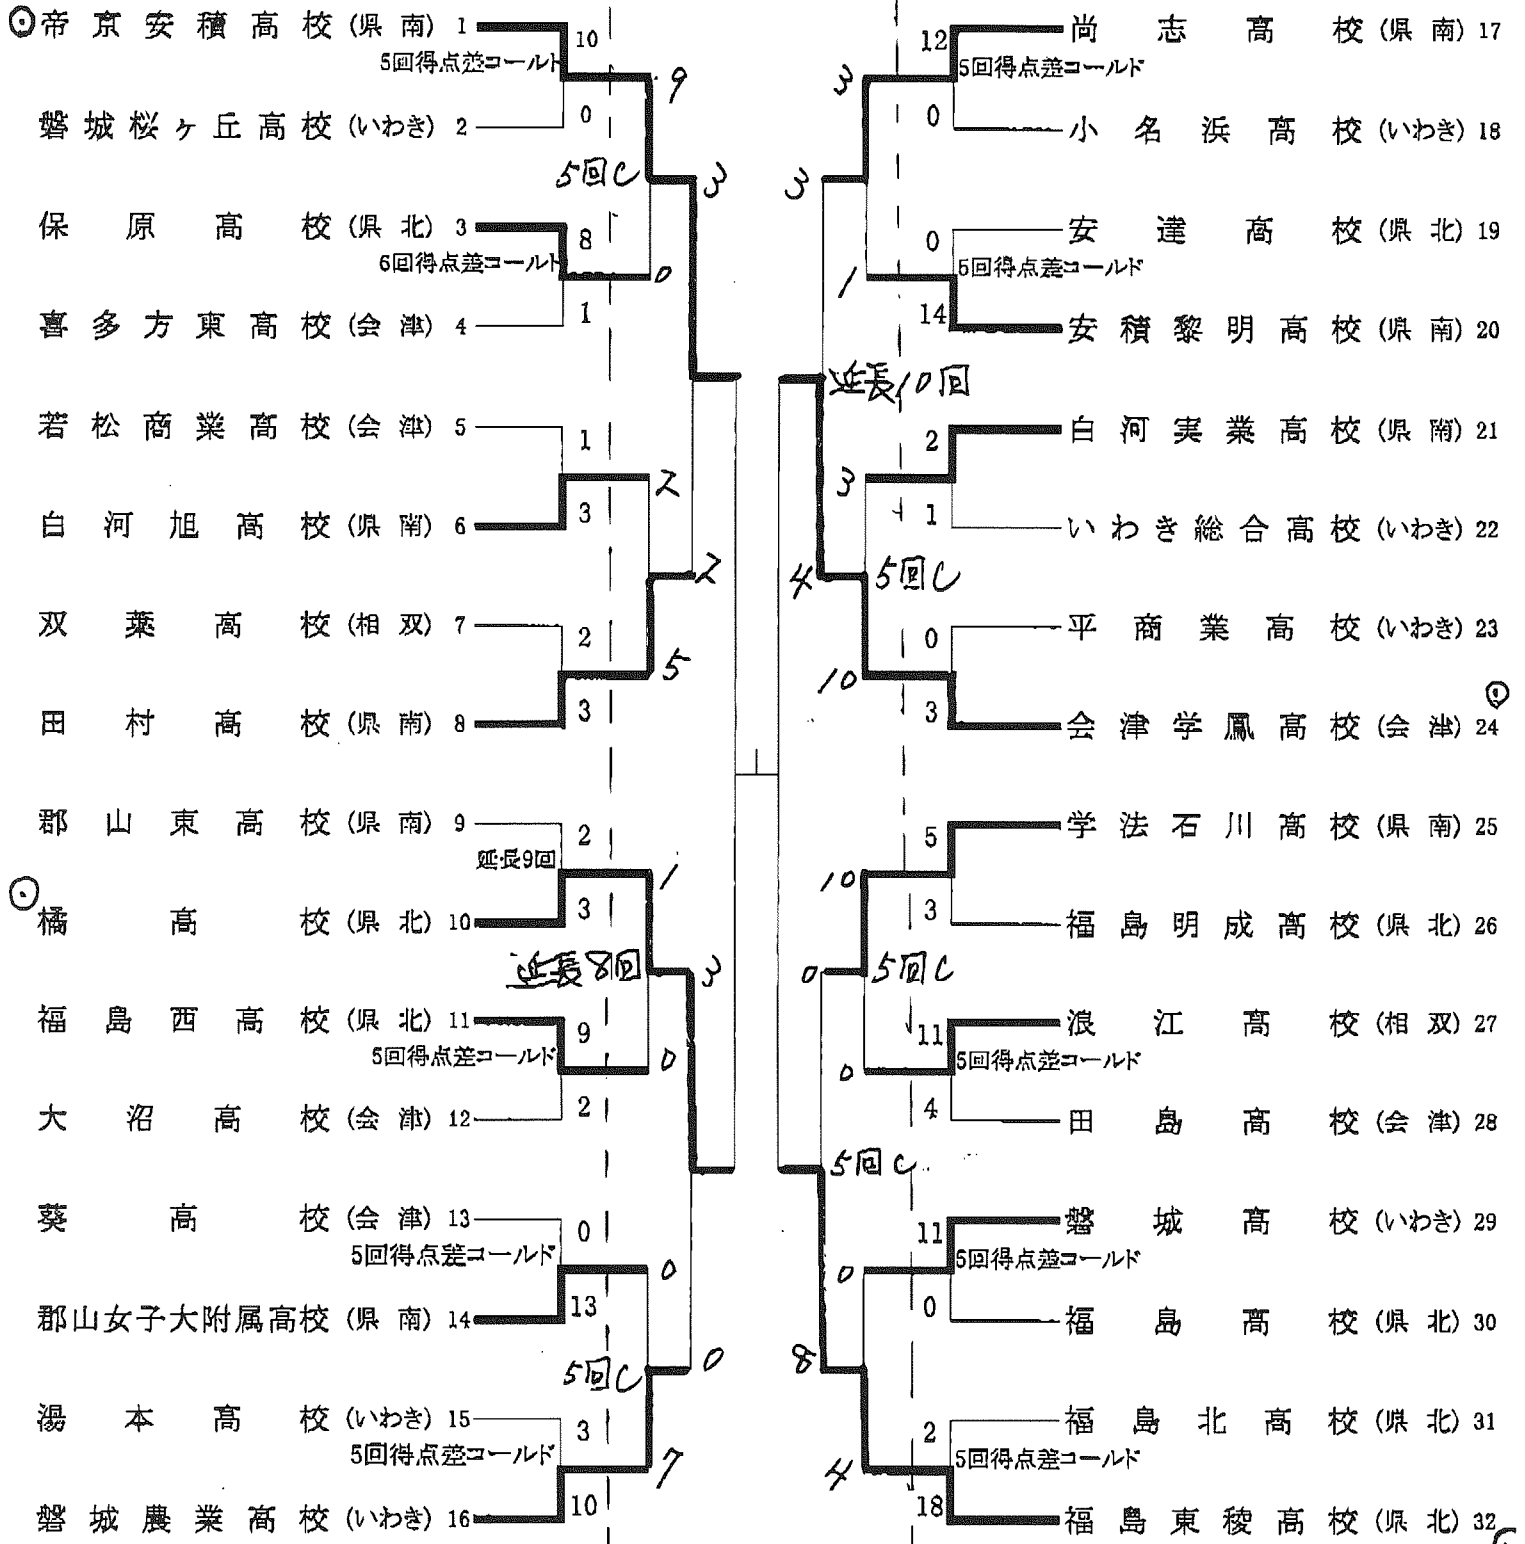 帝京安積高校(県南) 1
10
5回得点差コールド
9
0
磐城桜ヶ丘高校(いわき) 2
5回C
3
保原高校(県北) 3
8
6回得点差コールド
0
1
喜多方東高校(会津) 4
若松商業高校(会津) 5
1
2
白河旭高校(県南) 6
3
2
双葉高校(相双) 7
2
5
田村高校(県南) 8
3
郡山東高校(県南) 9
2
延長9回
1
橘高校(県北) 10
3
延長8回
3
福島西高校(県北) 11
9
5回得点差コールド
0
大沼高校(会津) 12
2
葵高校(会津) 13
0
5回得点差コールド
0
郡山女子大附属高校(県南) 14
13
5回C
0
湯本高校(いわき) 15
3
5回得点差コールド
7
磐城農業高校(いわき) 16
10
12
尚志高校(県南) 17
5回得点差コールド
3
0
小名浜高校(いわき) 18
3
0
安達高校(県北) 19
5回得点差コールド
1
14
安積黎明高校(県南) 20
延長10回
2
白河実業高校(県南) 21
3
1
いわき総合高校(いわき) 22
4
5回C
0
平商業高校(いわき) 23
10
3
会津学鳳高校(会津) 24
5
学法石川高校(県南) 25
10
3
福島明成高校(県北) 26
0
5回C
11
浪江高校(相双) 27
5回得点差コールド
0
4
田島高校(会津) 28
5回C
11
磐城高校(いわき) 29
5回得点差コールド
0
0
福島高校(県北) 30
8
2
福島北高校(県北) 31
5回得点差コールド
4
18
福島東稜高校(県北) 32